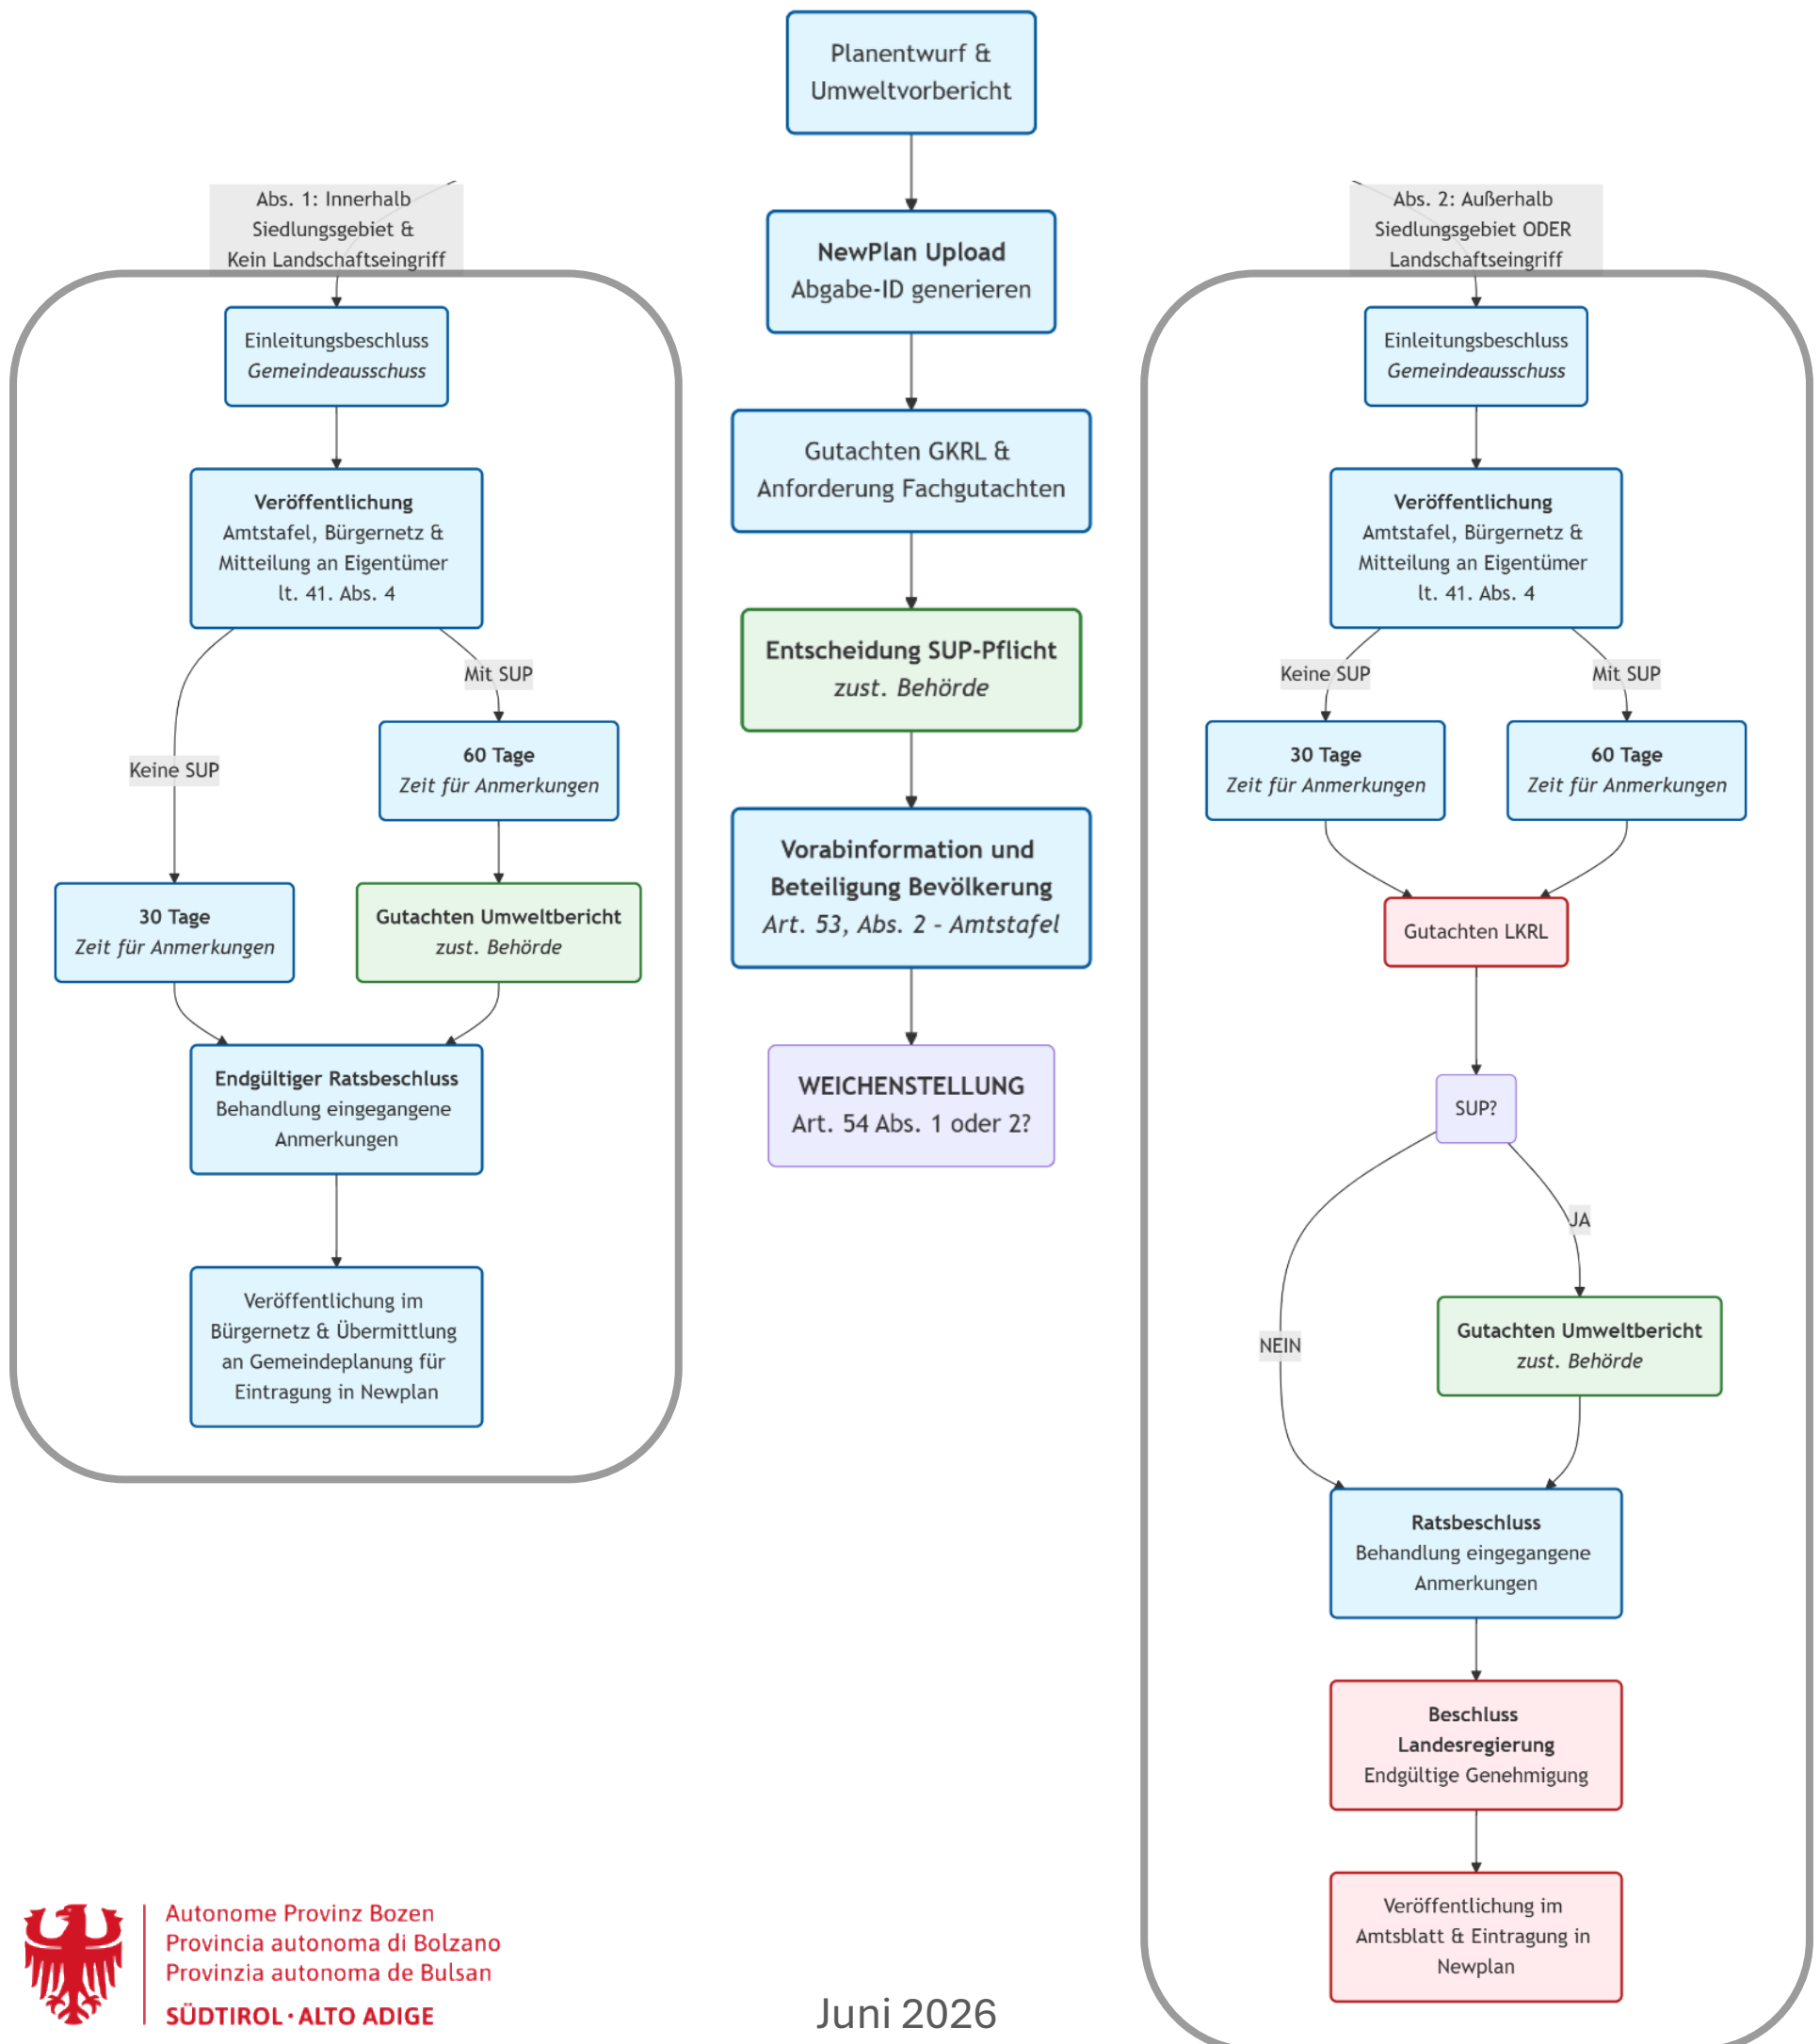 Planentwurf &
Umweltvorbericht
NewPlan Upload
Abgabe-ID generieren
Gutachten GKRL &
Anforderung Fachgutachten
Entscheidung SUP-Pflicht
zust. Behörde
Vorabinformation und
Beteiligung Bevölkerung
Art. 53, Abs. 2 - Amtstafel
WEICHENSTELLUNG
Art. 54 Abs. 1 oder 2?
Abs. 1: Innerhalb
Siedlungsgebiet &
Kein Landschaftseingriff
Einleitungsbeschluss
Gemeindeausschuss
Veröffentlichung
Amtstafel, Bürgernetz &
Mitteilung an Eigentümer
lt. 41. Abs. 4
Mit SUP
60 Tage
Zeit für Anmerkungen
Keine SUP
30 Tage
Zeit für Anmerkungen
Gutachten Umweltbericht
zust. Behörde
Endgültiger Ratsbeschluss
Behandlung eingegangene
Anmerkungen
Veröffentlichung im
Bürgernetz & Übermittlung
an Gemeindeplanung für
Eintragung in Newplan
Abs. 2: Außerhalb
Siedlungsgebiet ODER
Landschaftseingriff
Einleitungsbeschluss
Gemeindeausschuss
Veröffentlichung
Amtstafel, Bürgernetz &
Mitteilung an Eigentümer
lt. 41. Abs. 4
Keine SUP
Mit SUP
30 Tage
Zeit für Anmerkungen
60 Tage
Zeit für Anmerkungen
Gutachten LKRL
SUP?
JA
NEIN
Gutachten Umweltbericht
zust. Behörde
Ratsbeschluss
Behandlung eingegangene
Anmerkungen
Beschluss
Landesregierung
Endgültige Genehmigung
Veröffentlichung im
Amtsblatt & Eintragung in
Newplan
Autonome Provinz Bozen
Provincia autonoma di Bolzano
Provinzia autonoma de Bulsan
SÜDTIROL · ALTO ADIGE
Juni 2026